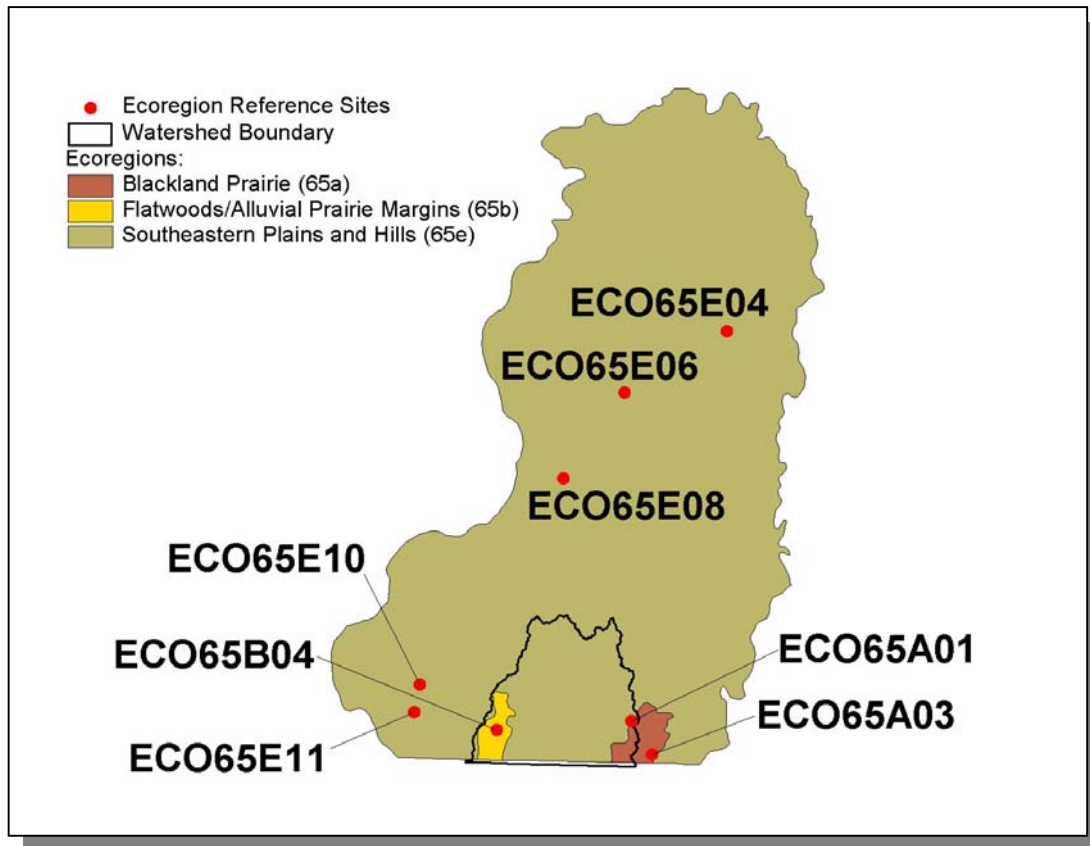 Ecoregion Reference Sites
Watershed Boundary
Ecoregions:
Blackland Prairie (65a)
Flatwoods/Alluvial Prairie Margins (65b)
Southeastern Plains and Hills (65e)
ECO65E04
ECO65E06
ECO65E08
ECO65E10
ECO65B04
ECO65E11
ECO65A01
ECO65A03